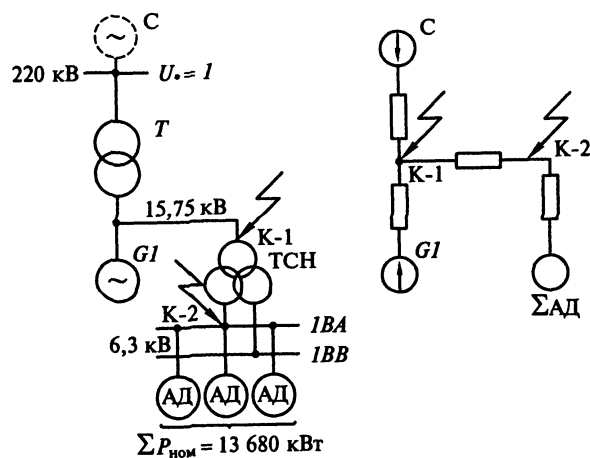 С
~
220 кВ
U* = 1
T
15,75 кВ
K-1
G1
~
ТСН
K-2
1BA
6,3 кВ
1BB
АД АД АД
ΣPном = 13 680 кВт
С
K-1
K-2
G1
ΣАД